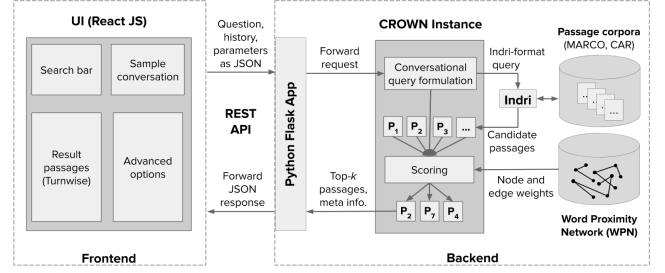 UI (React JS)
Search bar
Sample
conversation
Result
passages
(Turnwise)
Advanced
options
Frontend
Question,
history,
parameters
as JSON
REST
API
Forward
JSON
response
Python Flask App
Forward
request
Top-k
passages,
meta info.
CROWN Instance
Conversational
query formulation
P1 P2 P3 ...
Scoring
P2 P7 P4
Indri-format
query
Indri
Candidate
passages
Node and
edge weights
Passage corpora
(MARCO, CAR)
... ... ... ...
Word Proximity
Network (WPN)
Backend